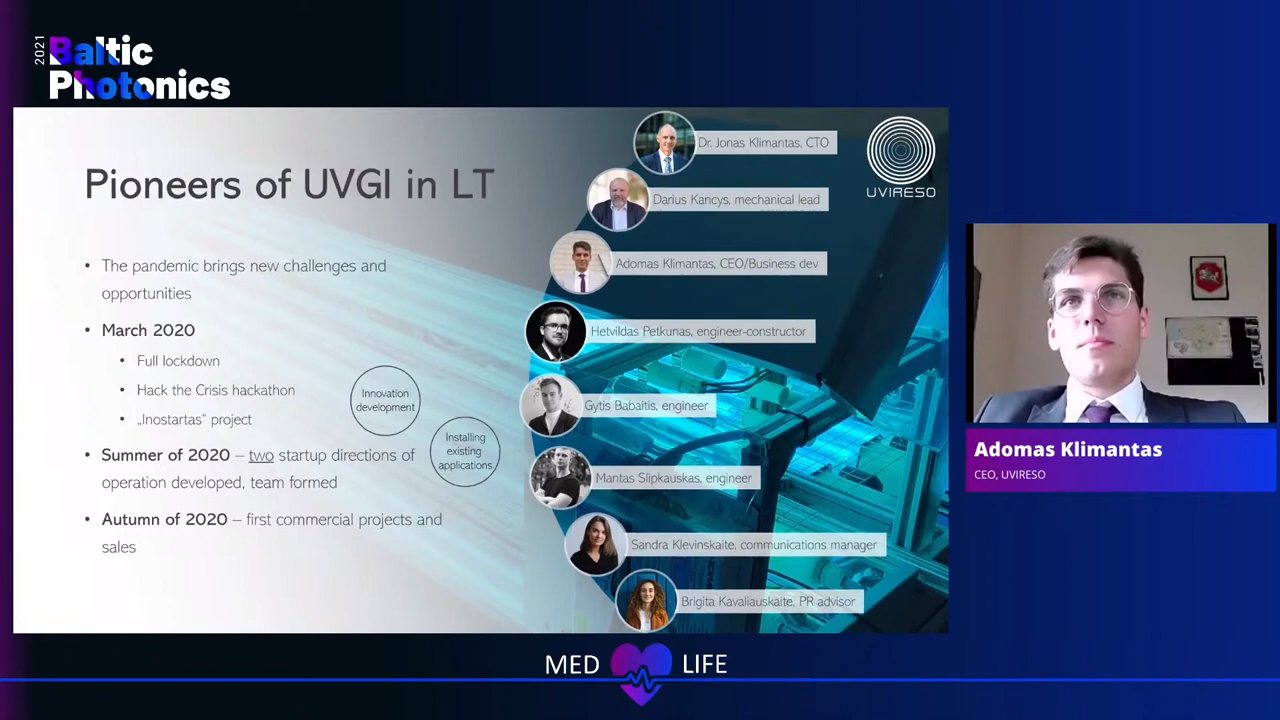 2021
Baltic
Photonics
Pioneers of UVGI in LT
• The pandemic brings new challenges and
opportunities
• March 2020
• Full lockdown
• Hack the Crisis hackathon
• „Inostartas“ project
Innovation
development
Installing
existing
applications
• Summer of 2020 – two startup directions of
operation developed, team formed
• Autumn of 2020 – first commercial projects and
sales
Dr. Jonas Klimantas, CTO
Darius Kancys, mechanical lead
Adomas Klimantas, CEO/Business dev
Hetvildas Petkunas, engineer-constructor
Gytis Babaitis, engineer
Mantas Slipkauskas, engineer
Sandra Klevinskaite, communications manager
Brigita Kavaliauskaite, PR advisor
UVIRESO
Adomas Klimantas
CEO, UVIRESO
MED LIFE